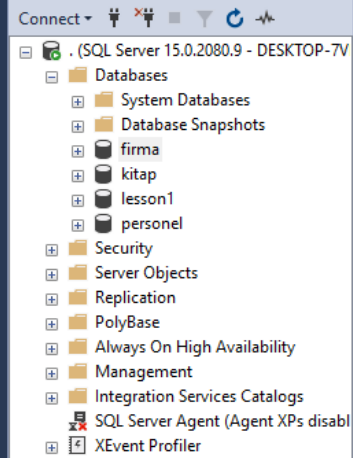 Connect
. (SQL Server 15.0.2080.9 - DESKTOP-7V
Databases
System Databases
Database Snapshots
firma
kitap
lesson1
personel
Security
Server Objects
Replication
PolyBase
Always On High Availability
Management
Integration Services Catalogs
SQL Server Agent (Agent XPs disabl
XEvent Profiler